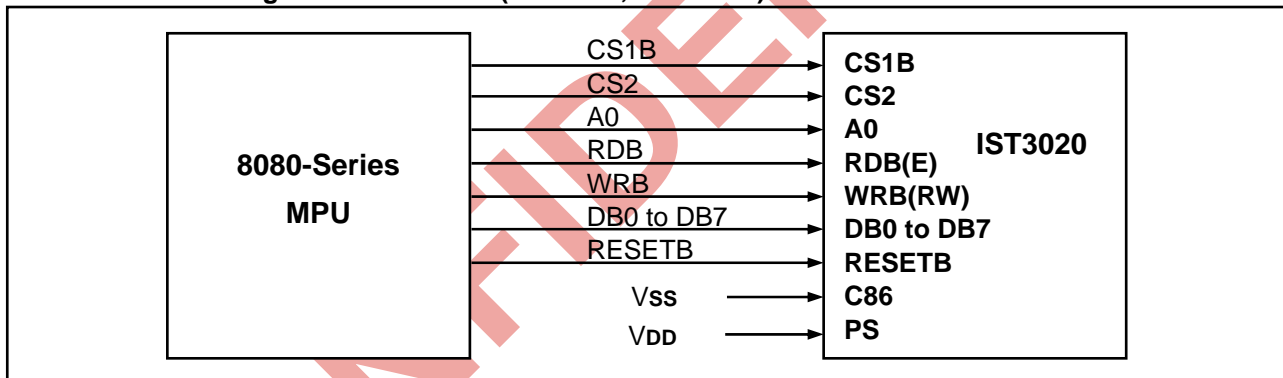 8080-Series
MPU
CS1B
CS2
A0
RDB
WRB
DB0 to DB7
RESETB
VSS
VDD
CS1B
CS2
A0
RDB(E)
WRB(RW)
DB0 to DB7
RESETB
C86
PS
IST3020